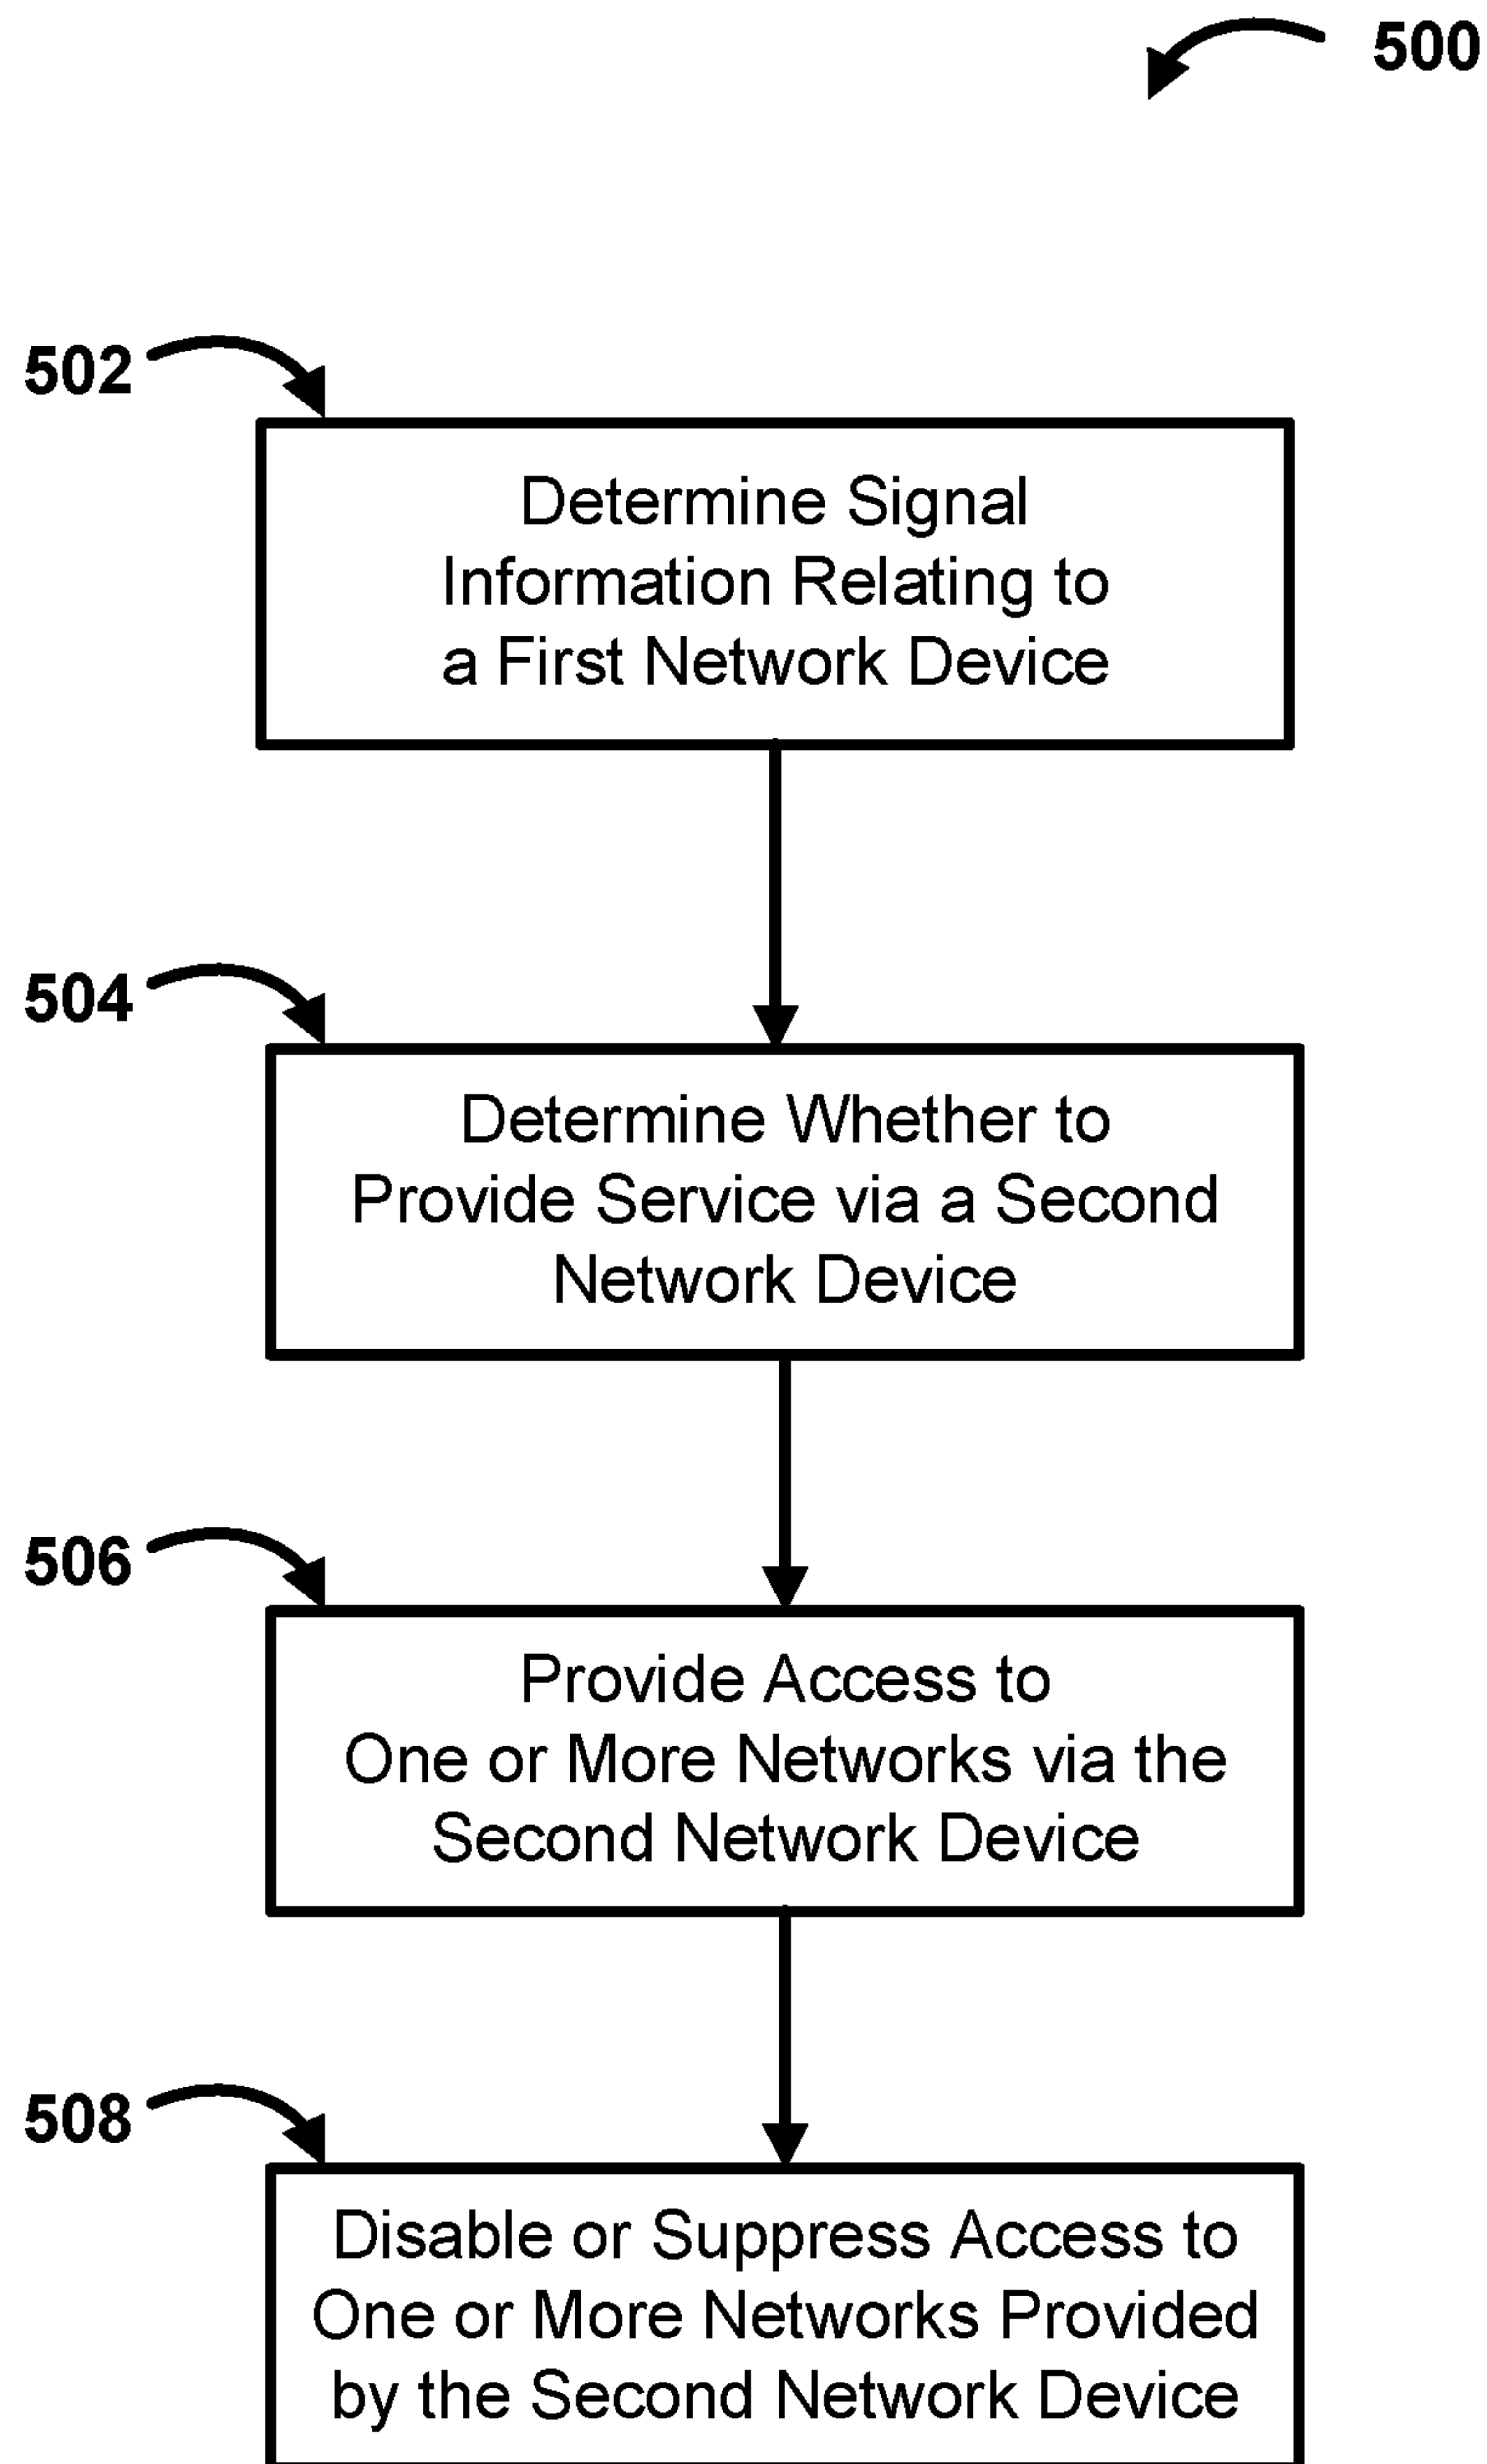 500
502
Determine Signal
Information Relating to
a First Network Device
504
Determine Whether to
Provide Service via a Second
Network Device
506
Provide Access to
One or More Networks via the
Second Network Device
508
Disable or Suppress Access to
One or More Networks Provided
by the Second Network Device